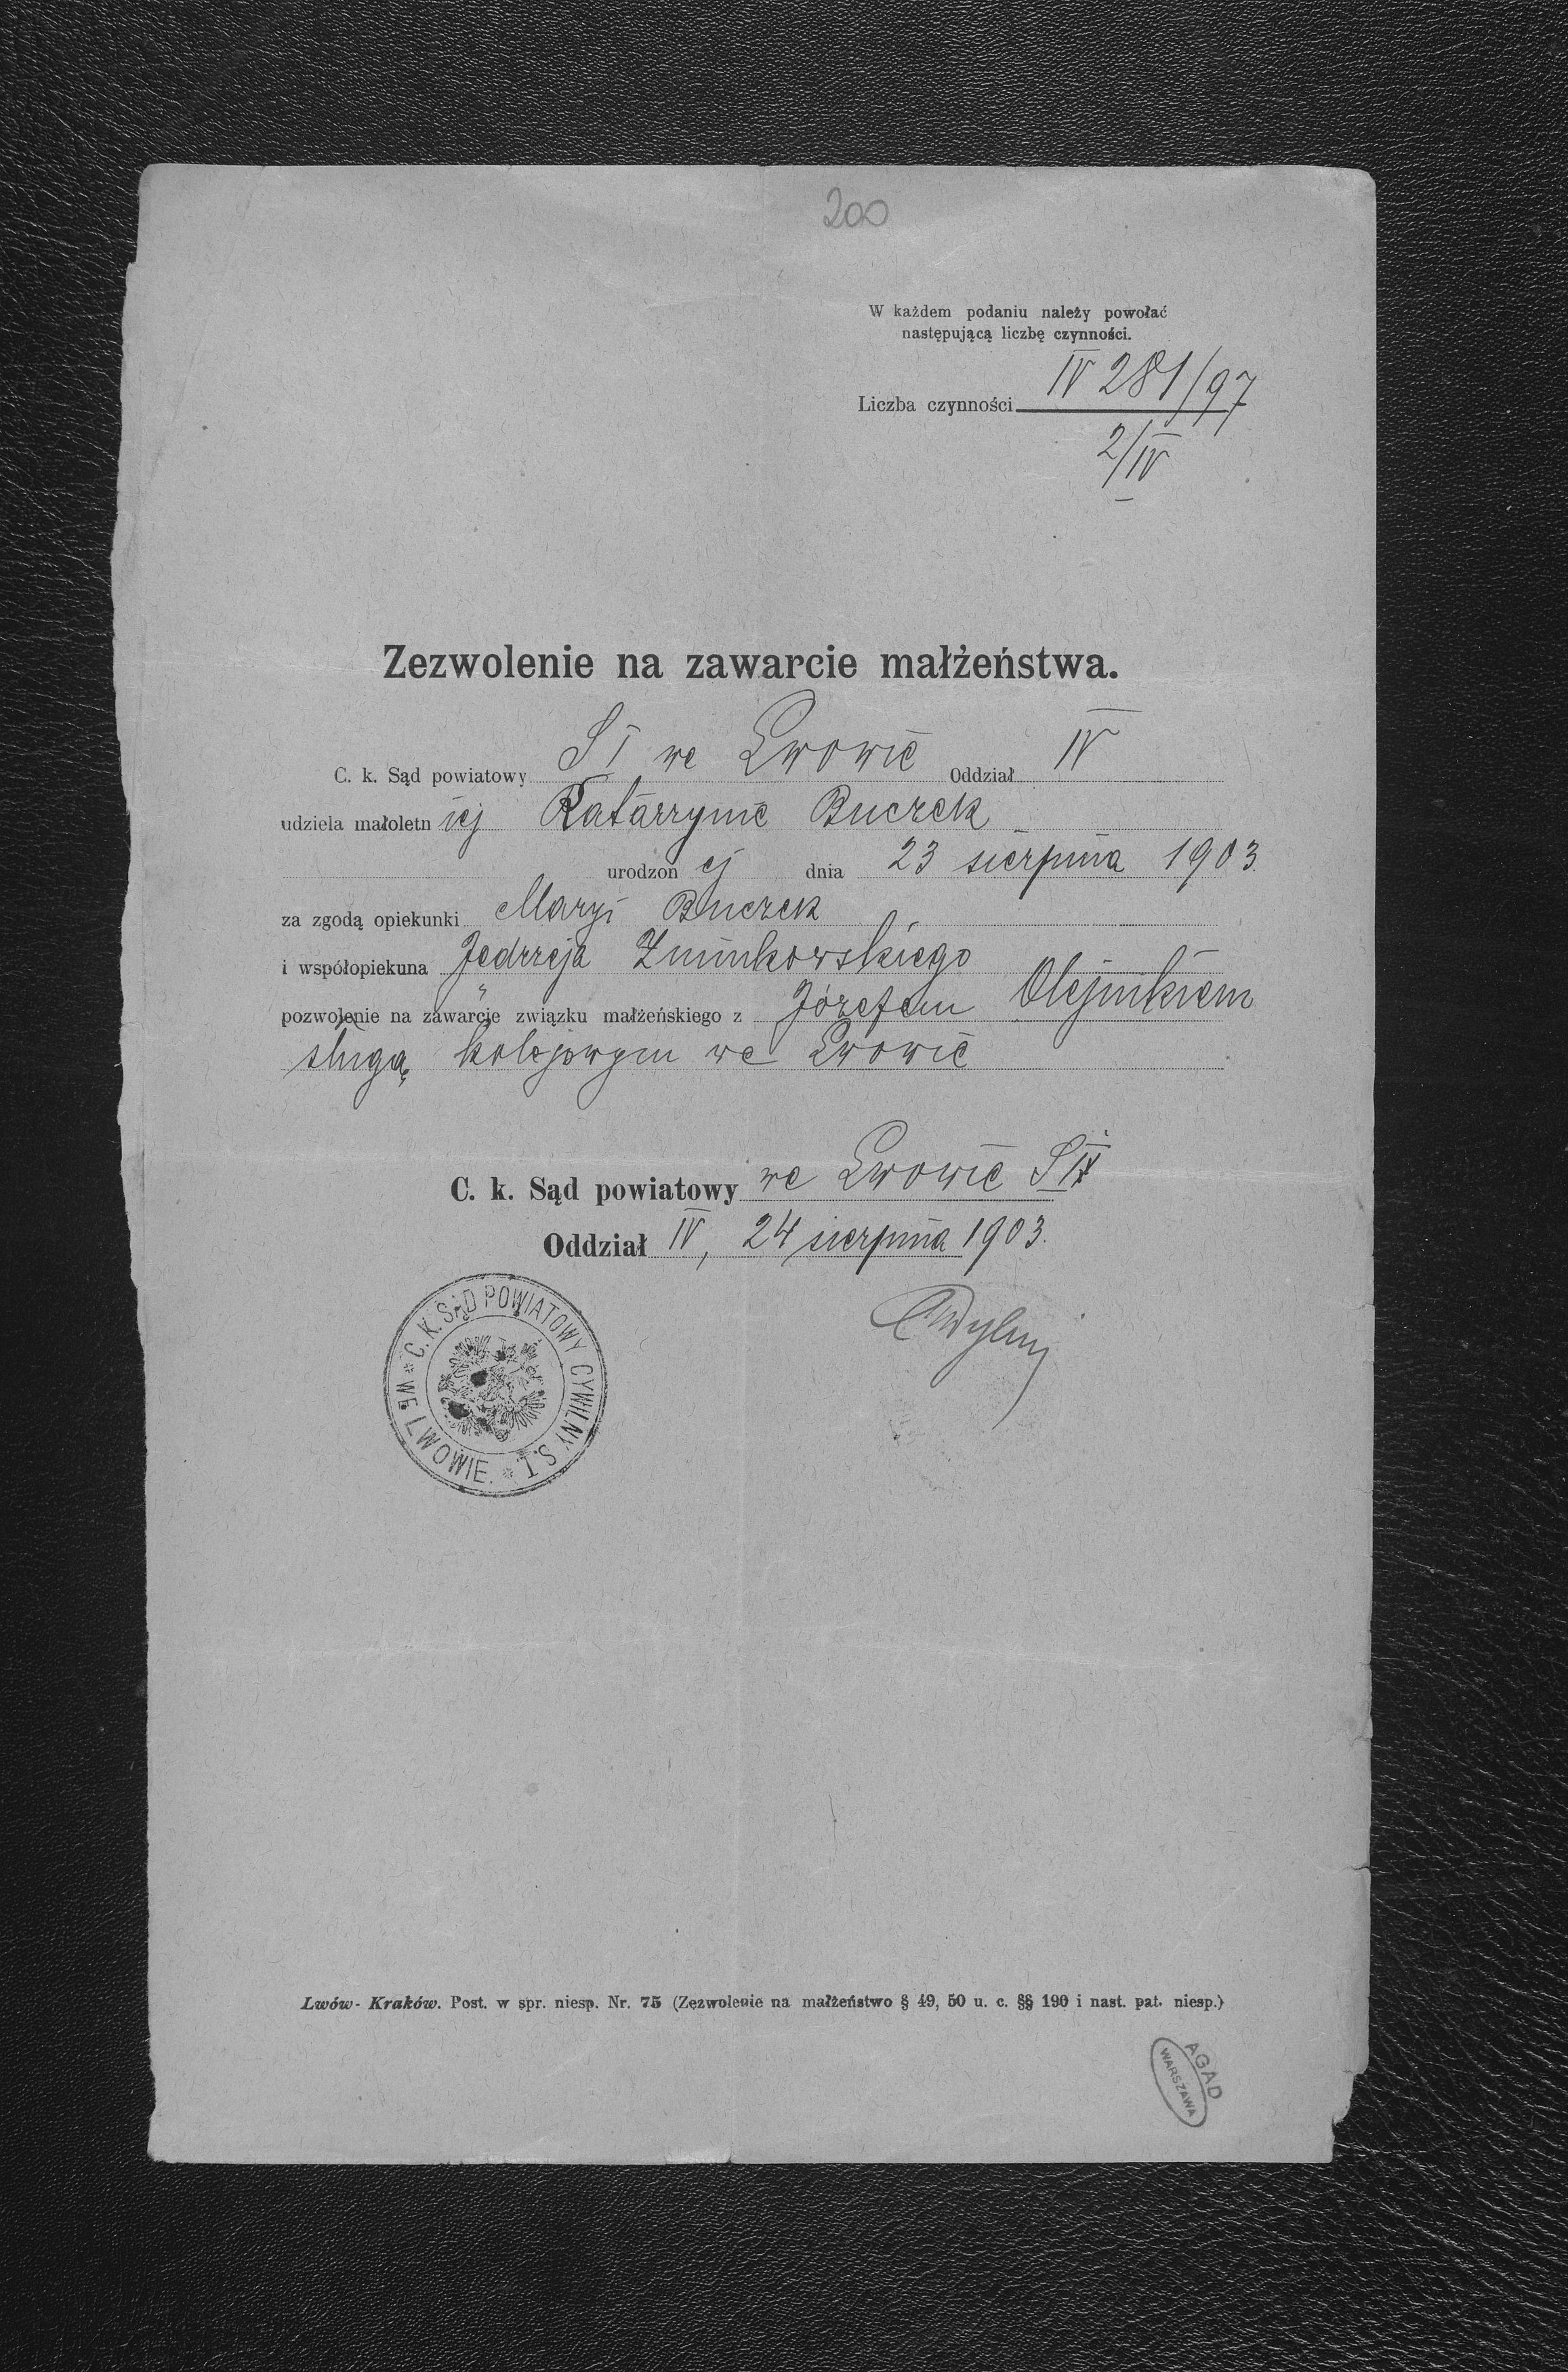 200
W każdem podaniu należy powołać
następującą liczbę czynności.
Liczba czynności IV 281/97
2/IV
Zezwolenie na zawarcie małżeństwa.
C. k. Sąd powiatowy S I we Lwowie Oddział IV
udziela małoletniej Katarzynie Buczek
urodzonej dnia 23 sierpnia 1903.
za zgodą opiekunki Maryi Buczek
i współopiekuna Jędrzeja
pozwolenie na zawarcie związku małżeńskiego z Józefem Olejnikiem
sługą kolejowym we Lwowie
C. k. Sąd powiatowy we Lwowie S
Oddział IV, 24 sierpnia 1903.
C. K. SĄD POWIATOWY CYWILNY S. I. WE LWOWIE.
Lwów - Kraków. Post. w spr. niesp. Nr. 75 (Zezwolenie na małżeństwo § 49, 50 u. c. §§ 190 i nast. pat. niesp.)
AGAD
WARSZAWA